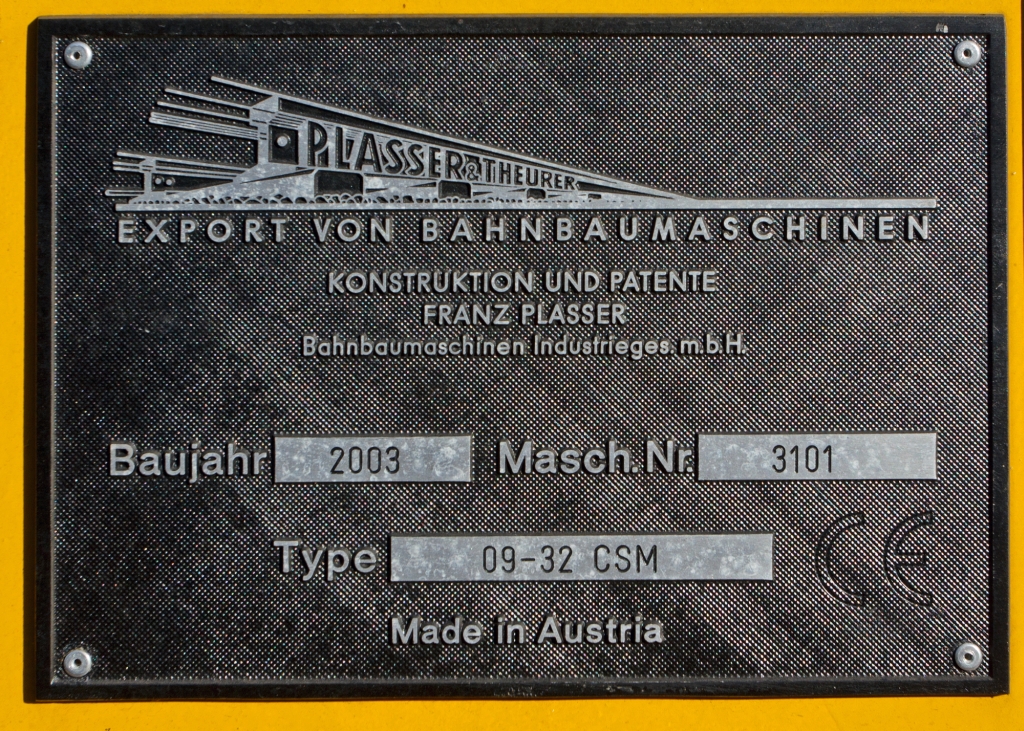 PLASSER & THEURER
EXPORT VON BAHNBAUMASCHINEN
KONSTRUKTION UND PATENTE
FRANZ PLASSER
Bahnbaumaschinen Industrieges. m.b.H.
Baujahr 2003 Masch. Nr. 3101
Type 09-32 CSM
CE
Made in Austria